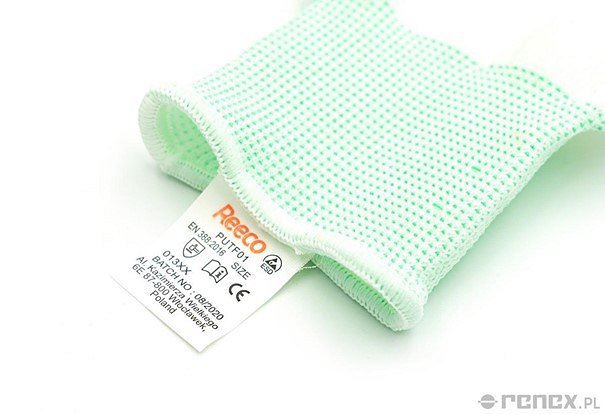 Reeco
PUTF01
EN 388:2016 SIZE
ESD
013XX
CE
BATCH NO : 08/2020
Al. Kazimierza Wielkiego
6E 87-800 Włocławek,
Poland
renex.PL